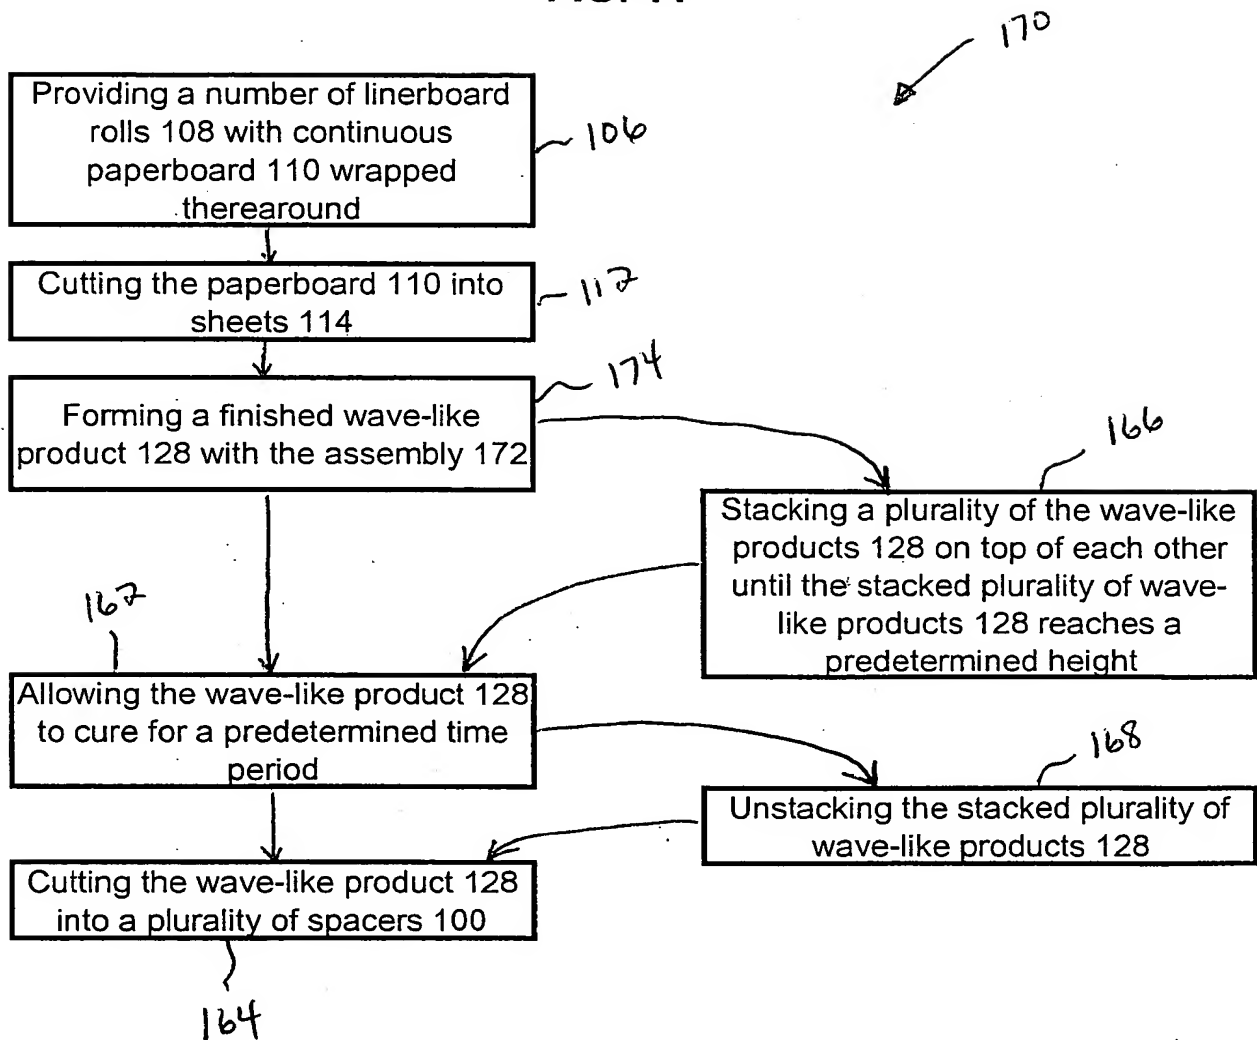 170
Providing a number of linerboard
rolls 108 with continuous
paperboard 110 wrapped
therearound
106
Cutting the paperboard 110 into
sheets 114
112
Forming a finished wave-like
product 128 with the assembly 172
174
166
Stacking a plurality of the wave-like
products 128 on top of each other
until the stacked plurality of wave-
like products 128 reaches a
predetermined height
162
Allowing the wave-like product 128
to cure for a predetermined time
period
168
Unstacking the stacked plurality of
wave-like products 128
Cutting the wave-like product 128
into a plurality of spacers 100
164